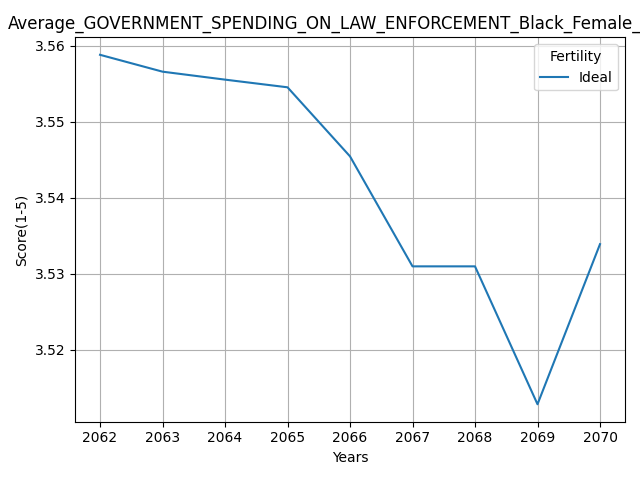 Average_GOVERNMENT_SPENDING_ON_LAW_ENFORCEMENT_Black_Female_
Fertility
Ideal
3.56
3.55
3.54
3.53
3.52
Score(1-5)
2062 2063 2064 2065 2066 2067 2068 2069 2070
Years